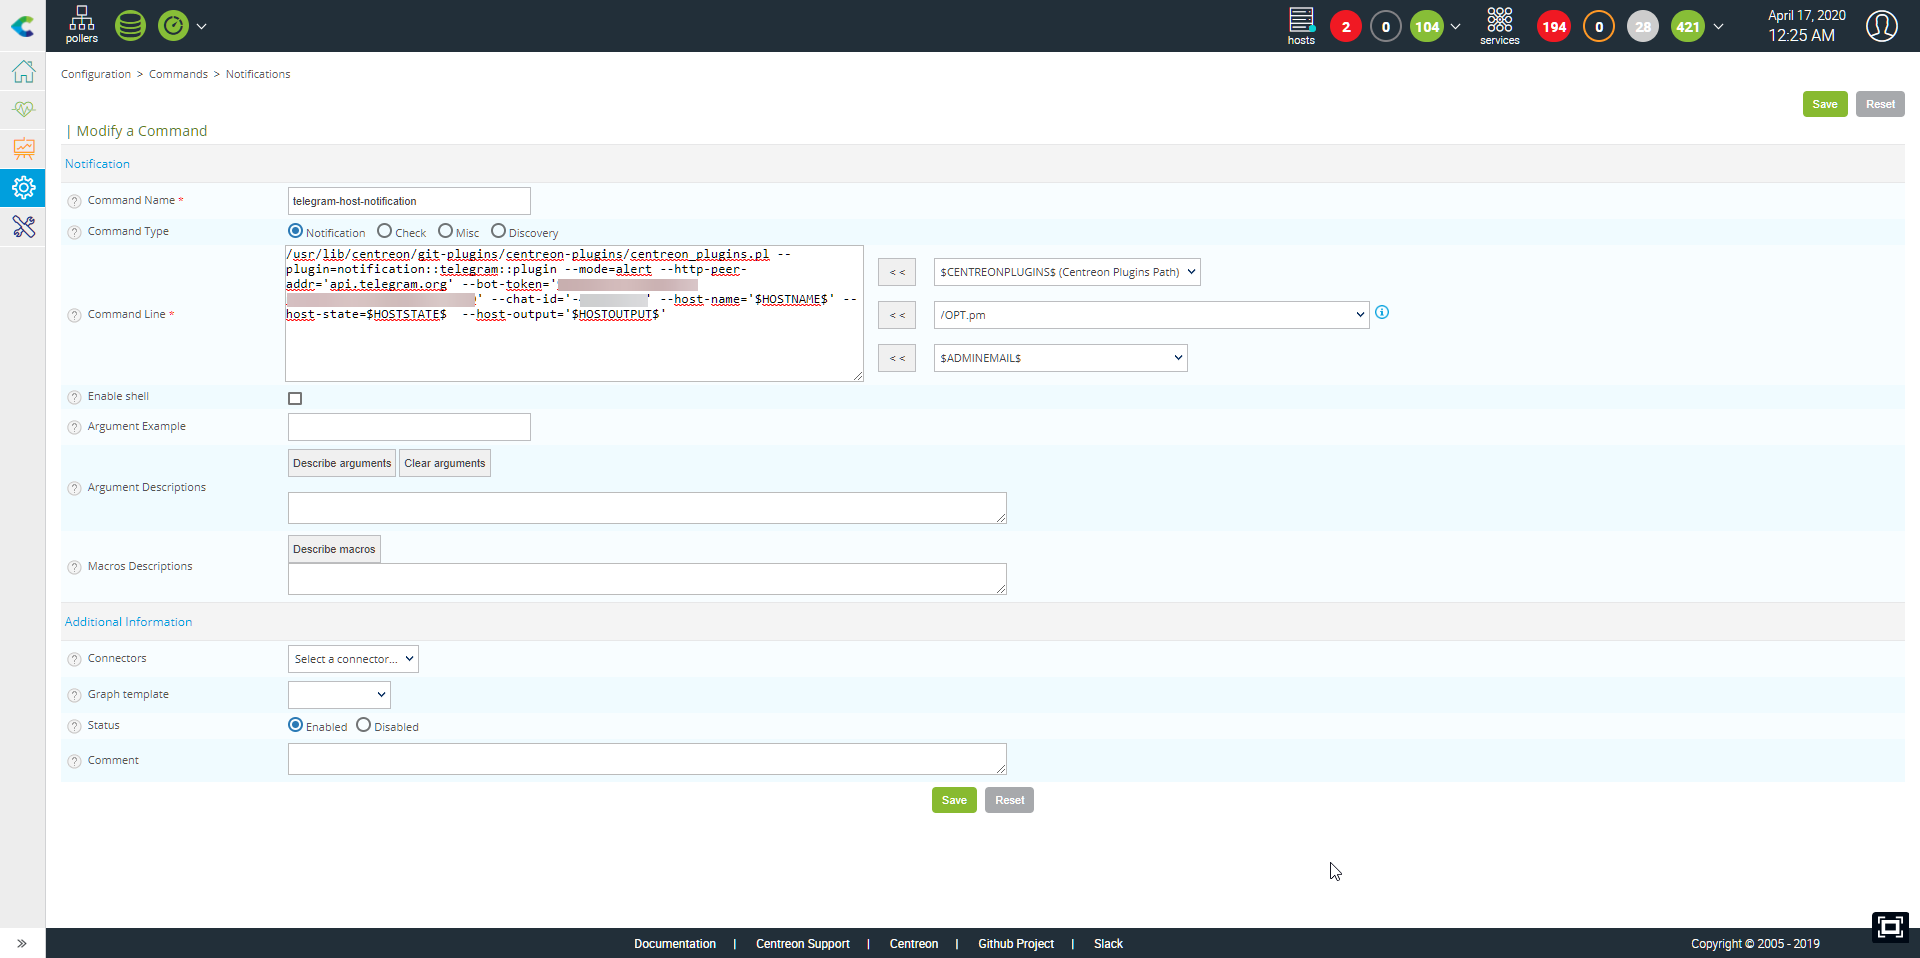 pollers
hosts
2
0
104
services
194
0
28
421
April 17, 2020
12:25 AM
Configuration > Commands > Notifications
Save
Reset
| Modify a Command
Notification
? Command Name *
telegram-host-notification
? Command Type
Notification Check Misc Discovery
? Command Line *
/usr/lib/centreon/git-plugins/centreon-plugins/centreon_plugins.pl --
plugin=notification::telegram::plugin --mode=alert --http-peer-
addr='api.telegram.org' --bot-token='
' --chat-id='- ' --host-name='$HOSTNAME$' --
host-state=$HOSTSTATE$  --host-output='$HOSTOUTPUT$'
<< $CENTREONPLUGINS$ (Centreon Plugins Path)
<< /OPT.pm
<< $ADMINEMAIL$
? Enable shell
? Argument Example
Describe arguments Clear arguments
? Argument Descriptions
Describe macros
? Macros Descriptions
Additional Information
? Connectors
Select a connector...
? Graph template
? Status
Enabled Disabled
? Comment
Save Reset
Documentation | Centreon Support | Centreon | Github Project | Slack
Copyright © 2005 - 2019